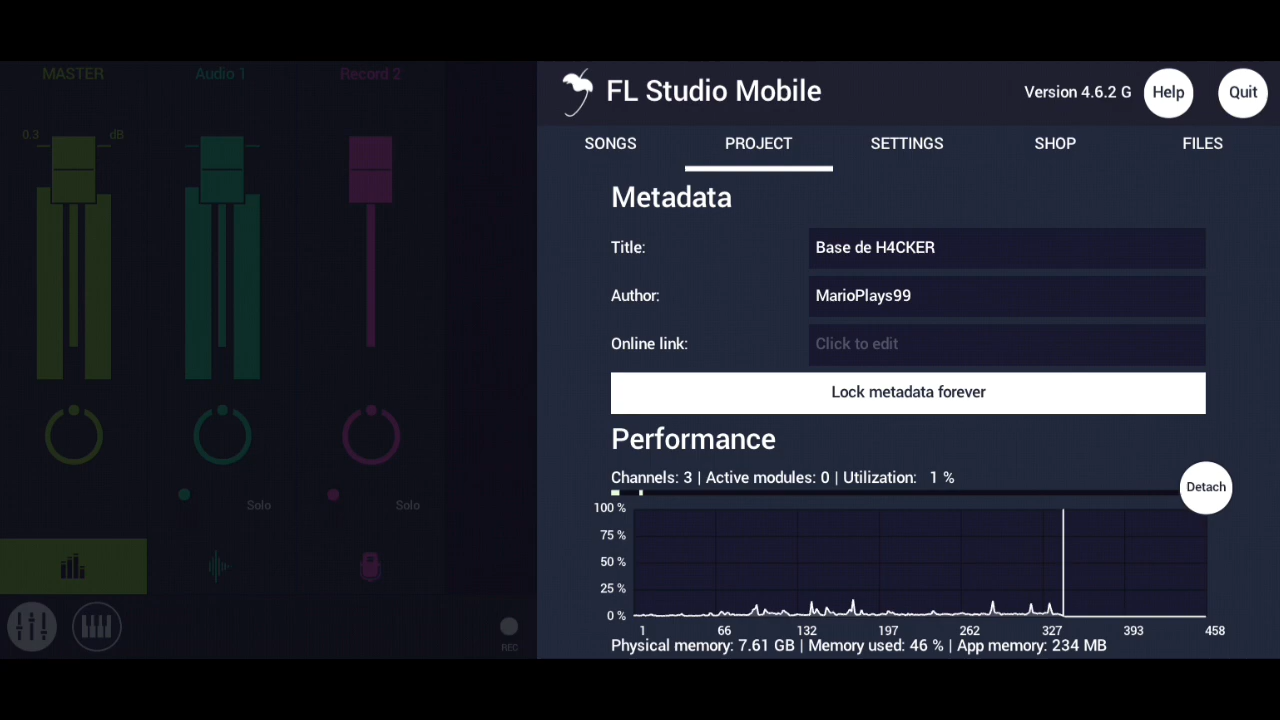 MASTER Audio 1 Record 2
0.3 dB
Solo Solo
REC
FL Studio Mobile Version 4.6.2 G Help Quit
SONGS PROJECT SETTINGS SHOP FILES
Metadata
Title: Base de H4CKER
Author: MarioPlays99
Online link: Click to edit
Lock metadata forever
Performance
Channels: 3 | Active modules: 0 | Utilization: 1 %
Detach
100 %
75 %
50 %
25 %
0 %
1 66 132 197 262 327 393 458
Physical memory: 7.61 GB | Memory used: 46 % | App memory: 234 MB